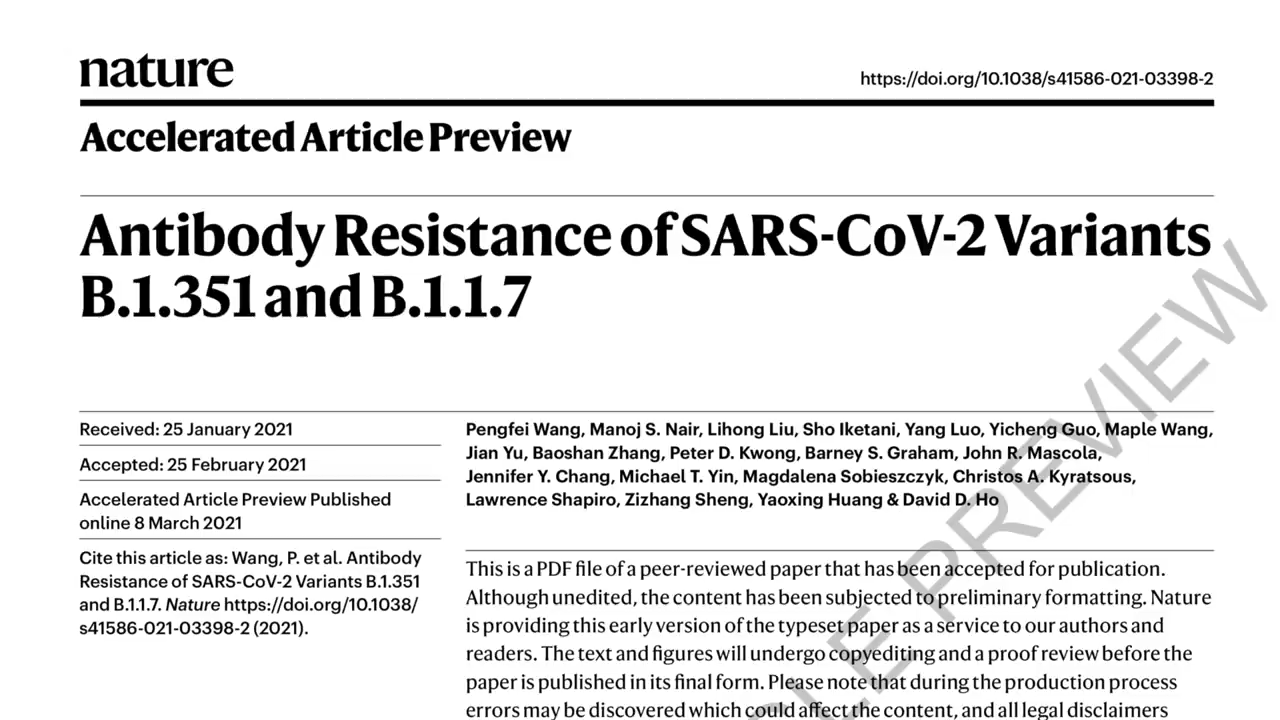 nature
https://doi.org/10.1038/s41586-021-03398-2
Accelerated Article Preview
Antibody Resistance of SARS-CoV-2 Variants
B.1.351 and B.1.1.7
Received: 25 January 2021
Accepted: 25 February 2021
Accelerated Article Preview Published
online 8 March 2021
Cite this article as: Wang, P. et al. Antibody
Resistance of SARS-CoV-2 Variants B.1.351
and B.1.1.7. Nature https://doi.org/10.1038/
s41586-021-03398-2 (2021).
Pengfei Wang, Manoj S. Nair, Lihong Liu, Sho Iketani, Yang Luo, Yicheng Guo, Maple Wang,
Jian Yu, Baoshan Zhang, Peter D. Kwong, Barney S. Graham, John R. Mascola,
Jennifer Y. Chang, Michael T. Yin, Magdalena Sobieszczyk, Christos A. Kyratsous,
Lawrence Shapiro, Zizhang Sheng, Yaoxing Huang & David D. Ho
This is a PDF file of a peer-reviewed paper that has been accepted for publication.
Although unedited, the content has been subjected to preliminary formatting. Nature
is providing this early version of the typeset paper as a service to our authors and
readers. The text and figures will undergo copyediting and a proof review before the
paper is published in its final form. Please note that during the production process
errors may be discovered which could affect the content, and all legal disclaimers
PREVIEW